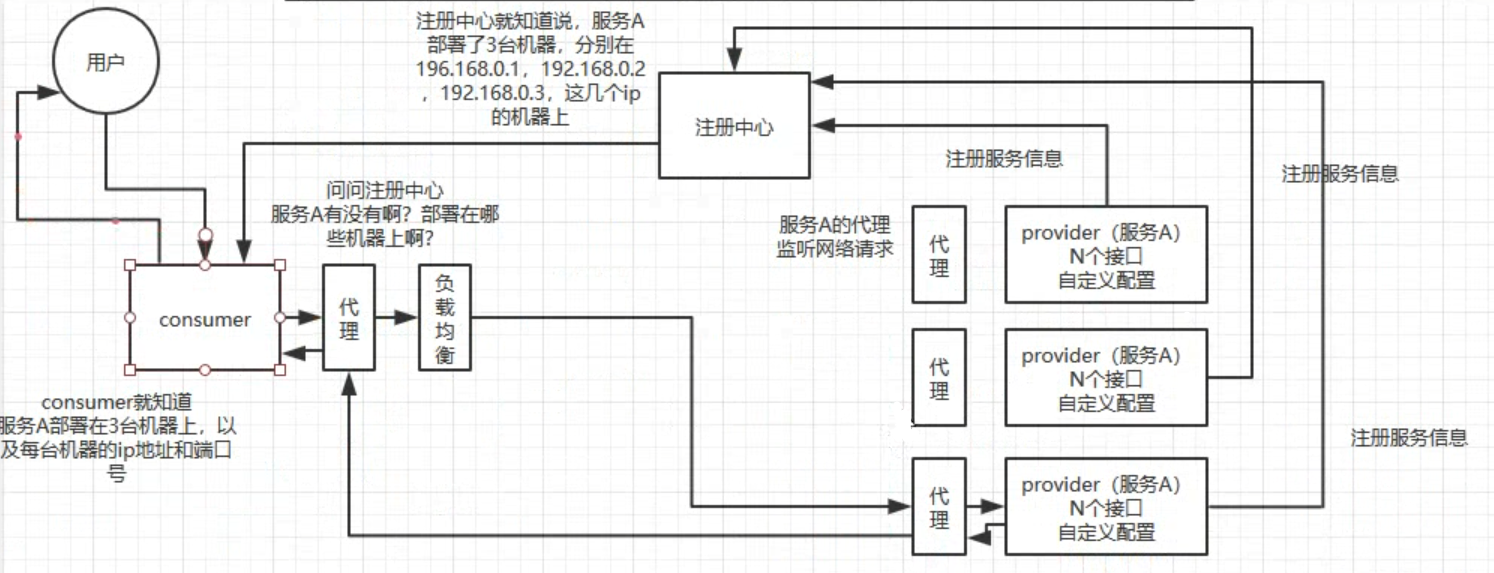 用户
注册中心就知道说，服务A
部署了3台机器，分别在
196.168.0.1，192.168.0.2
，192.168.0.3，这几个ip
的机器上
注册中心
注册服务信息
注册服务信息
问问注册中心
服务A有没有啊？部署在哪
些机器上啊？
服务A的代理
监听网络请求
代
理
provider（服务A）
N个接口
自定义配置
consumer
代
理
负
载
均
衡
代
理
provider（服务A）
N个接口
自定义配置
consumer就知道
服务A部署在3台机器上，以
及每台机器的ip地址和端口
号
注册服务信息
代
理
provider（服务A）
N个接口
自定义配置